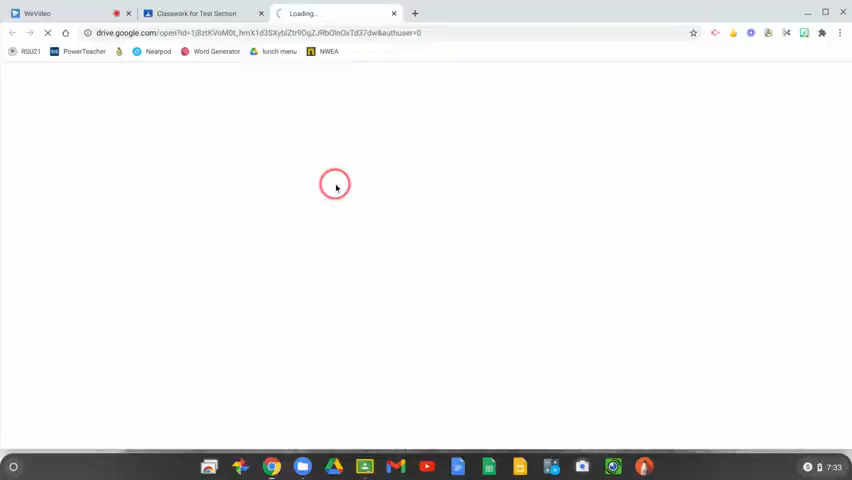 WeVideo
Classwork for Test Section
Loading...
drive.google.com/open?id=
&authuser=0
RSU21
PowerTeacher
Nearpod
Word Generator
lunch menu
NWEA
7:33